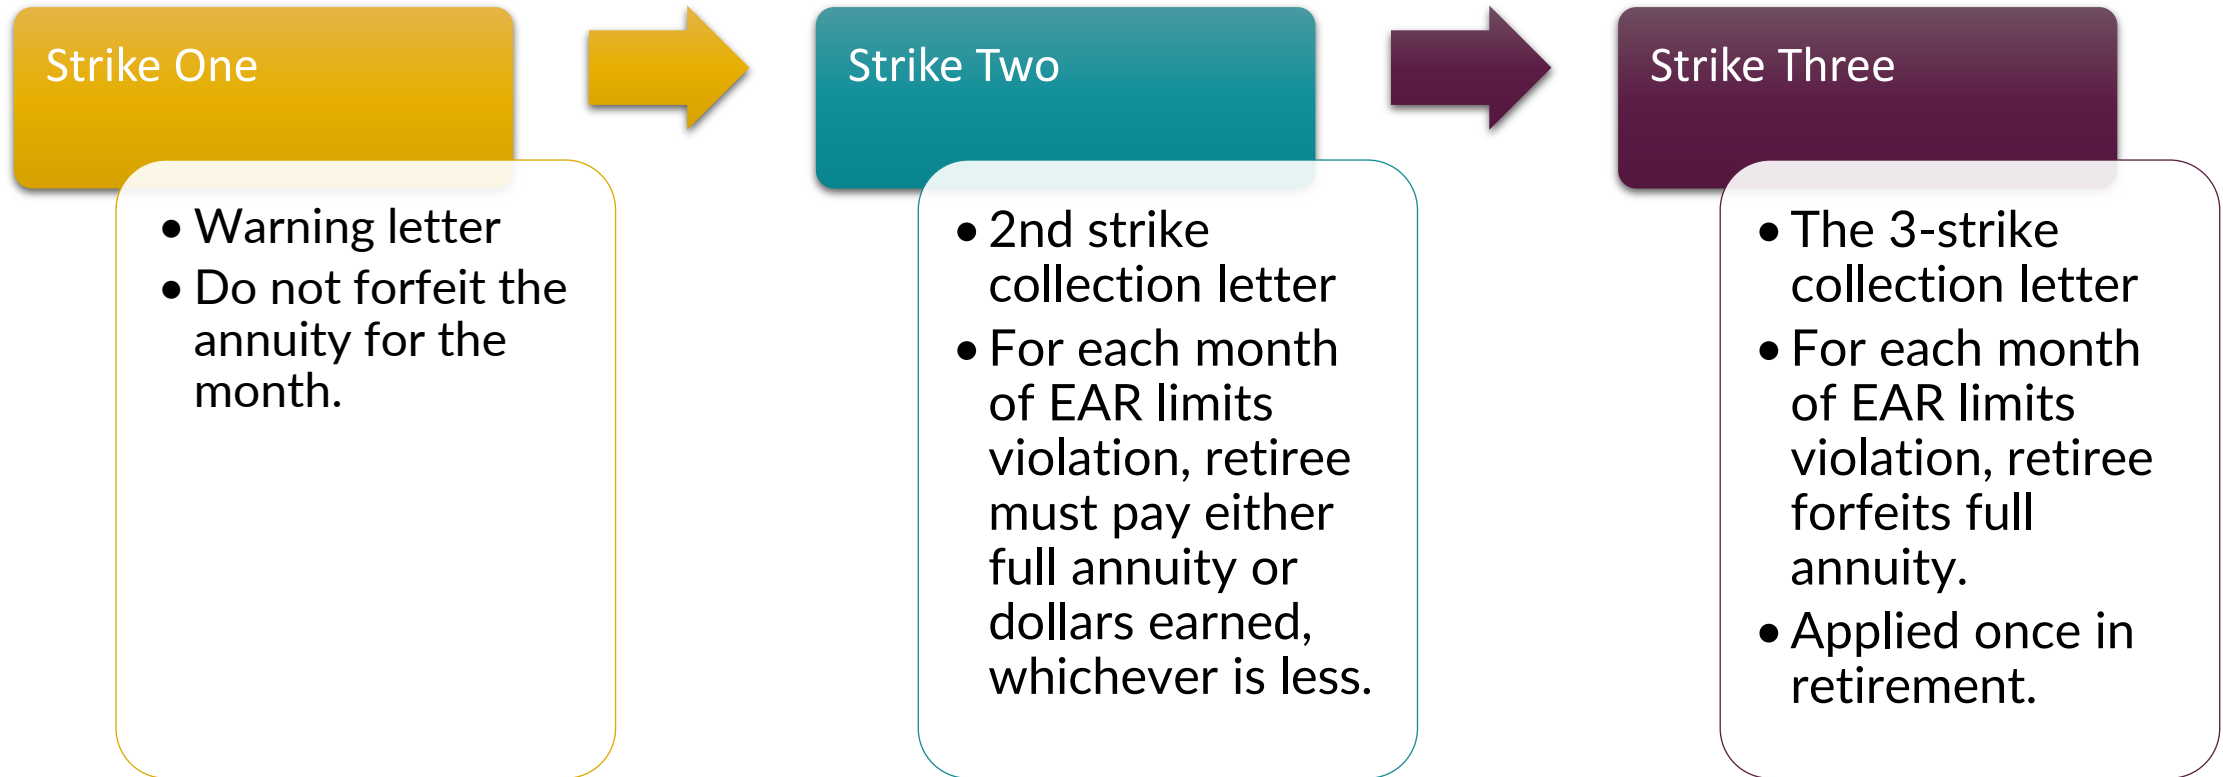 Strike One
• Warning letter
• Do not forfeit the
annuity for the
month.
Strike Two
• 2nd strike
collection letter
• For each month
of EAR limits
violation, retiree
must pay either
full annuity or
dollars earned,
whichever is less.
Strike Three
• The 3-strike
collection letter
• For each month
of EAR limits
violation, retiree
forfeits full
annuity.
• Applied once in
retirement.